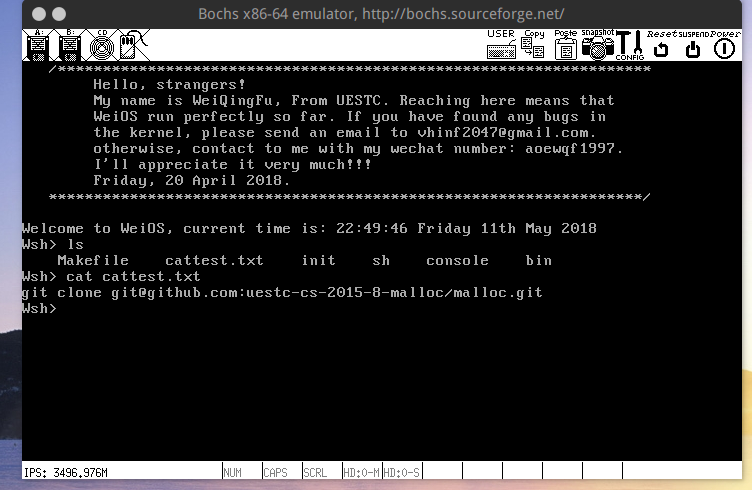 Bochs x86-64 emulator, http://bochs.sourceforge.net/
A: B: CD USER Copy Paste Snapshot CONFIG Reset SUSPEND Power
/******************************************************************
Hello, strangers!
My name is WeiQingFu, From UESTC. Reaching here means that
WeiOS run perfectly so far. If you have found any bugs in
the kernel, please send an email to vhinf2047@gmail.com.
otherwise, contact to me with my wechat number: aoewqf1997.
I'll appreciate it very much!!!
Friday, 20 April 2018.
******************************************************************/
Welcome to WeiOS, current time is: 22:49:46 Friday 11th May 2018
Wsh> ls
Makefile cattest.txt init sh console bin
Wsh> cat cattest.txt
git clone git@github.com:uestc-cs-2015-8-malloc/malloc.git
Wsh>
IPS: 3496.976M NUM CAPS SCRL HD:0-M HD:0-S